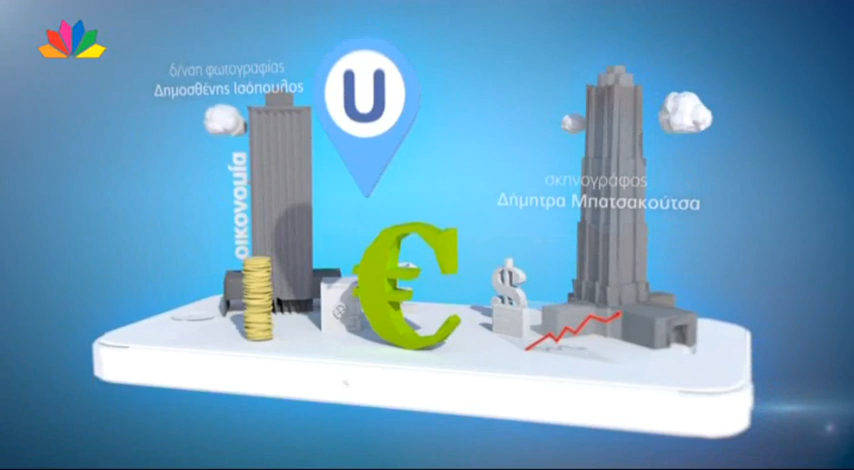 δ/νση φωτογραφίας
Δημοσθένης Ισόπουλος
U
οικονομία
σκηνογράφος
Δήμητρα Μπατσακούτσα
€
$